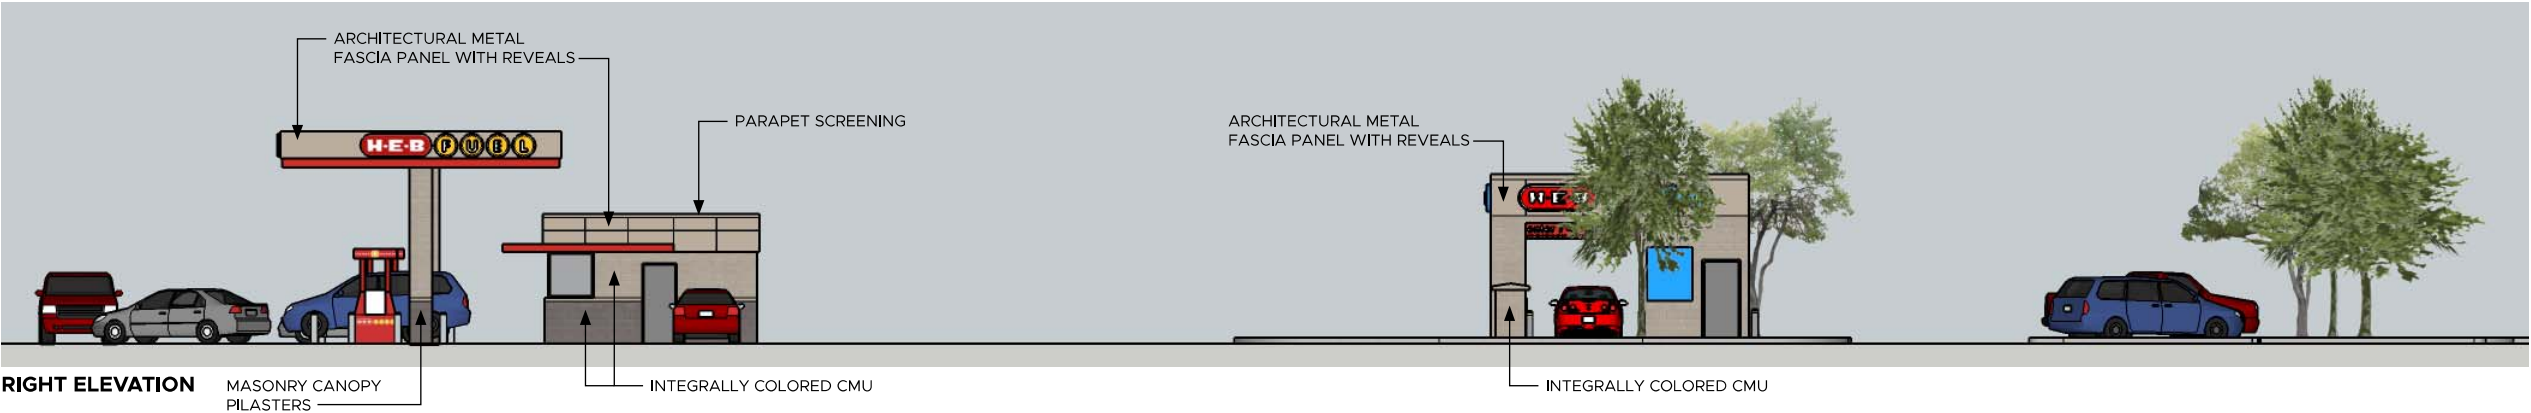 ARCHITECTURAL METAL
FASCIA PANEL WITH REVEALS
PARAPET SCREENING
ARCHITECTURAL METAL
FASCIA PANEL WITH REVEALS
H-E-B FUEL
H-E-B
RIGHT ELEVATION
MASONRY CANOPY
PILASTERS
INTEGRALLY COLORED CMU
INTEGRALLY COLORED CMU